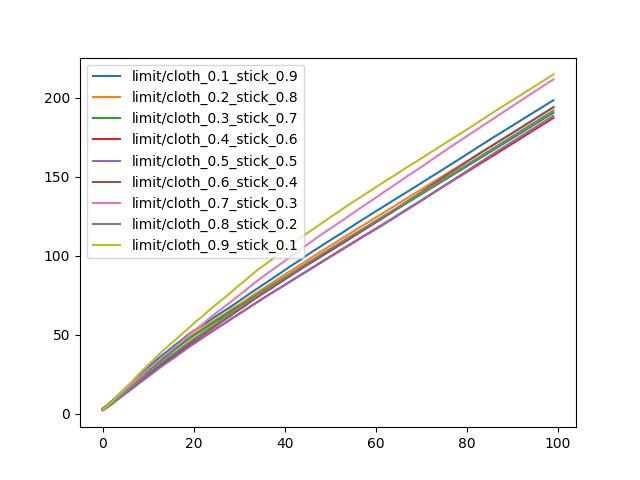 limit/cloth_0.1_stick_0.9
limit/cloth_0.2_stick_0.8
limit/cloth_0.3_stick_0.7
limit/cloth_0.4_stick_0.6
limit/cloth_0.5_stick_0.5
limit/cloth_0.6_stick_0.4
limit/cloth_0.7_stick_0.3
limit/cloth_0.8_stick_0.2
limit/cloth_0.9_stick_0.1
200
150
100
50
0
0 20 40 60 80 100